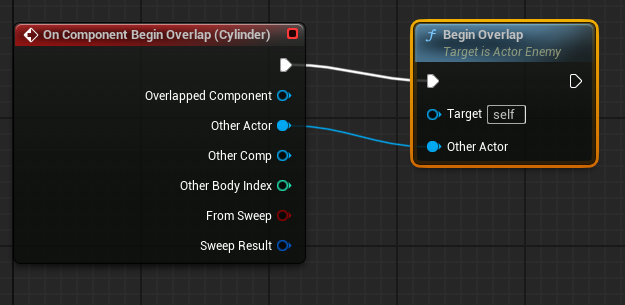 On Component Begin Overlap (Cylinder)
Overlapped Component
Other Actor
Other Comp
Other Body Index
From Sweep
Sweep Result
f Begin Overlap
Target is Actor Enemy
Target self
Other Actor